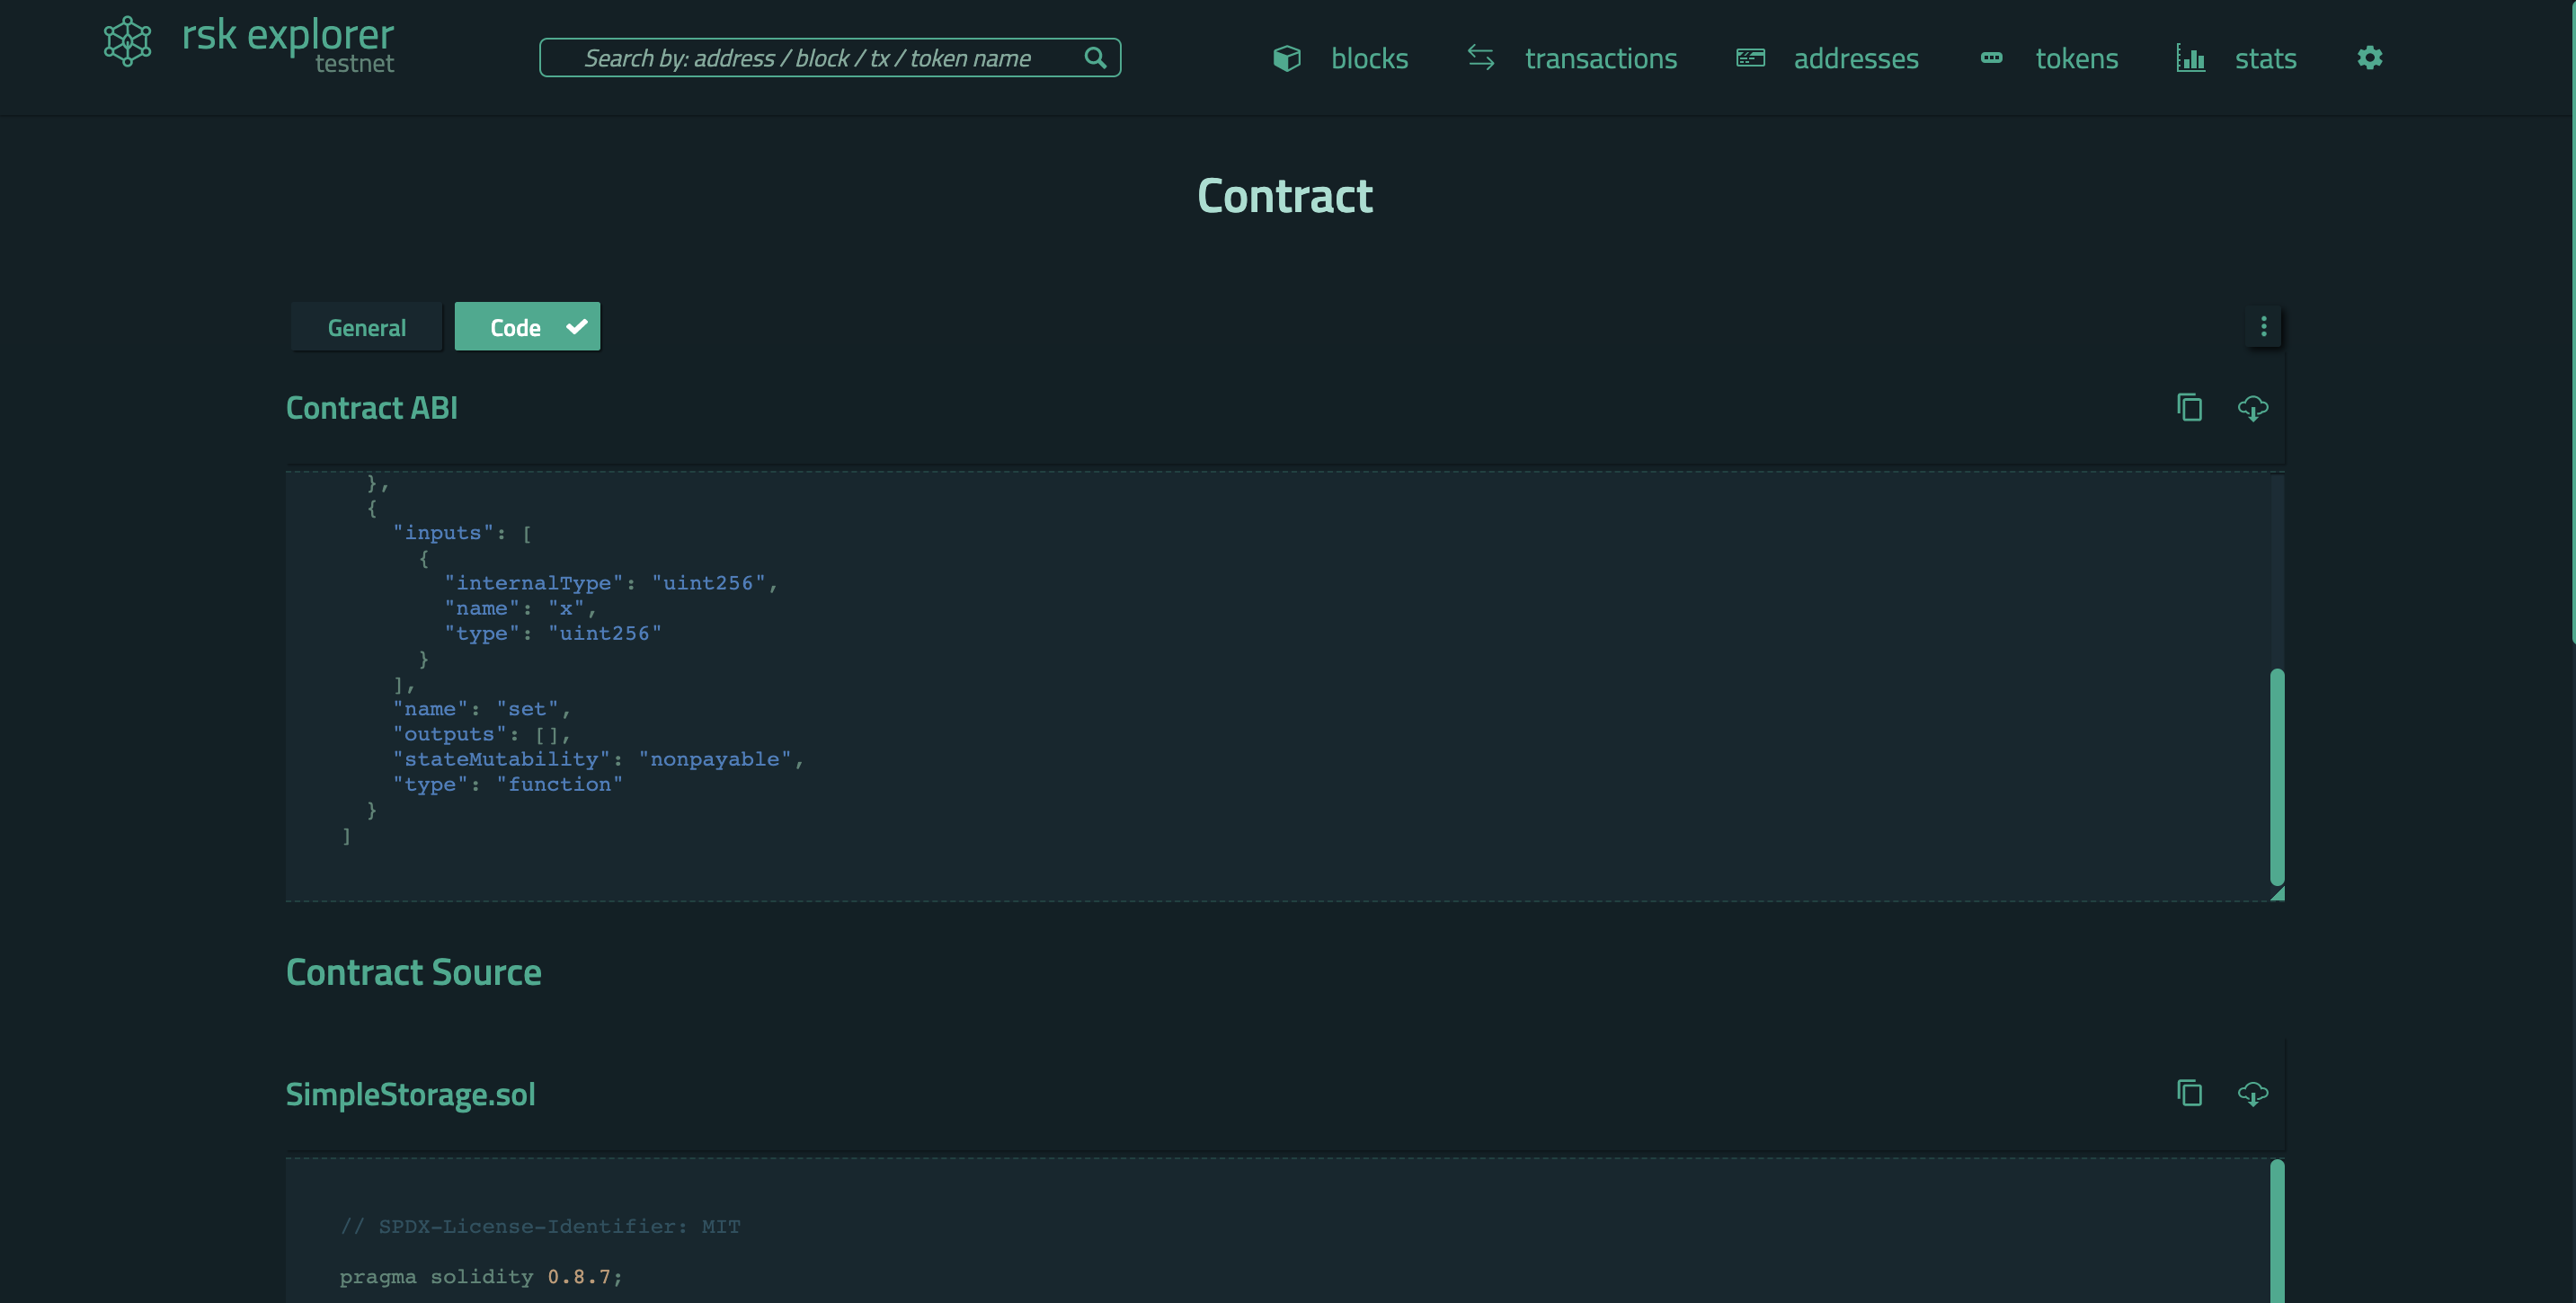 rsk explorer
testnet
Search by: address / block / tx / token name
blocks
transactions
addresses
tokens
stats
Contract
General
Code
Contract ABI
},
{
"inputs": [
{
"internalType": "uint256",
"name": "x",
"type": "uint256"
}
],
"name": "set",
"outputs": [],
"stateMutability": "nonpayable",
"type": "function"
}
]
Contract Source
SimpleStorage.sol
// SPDX-License-Identifier: MIT
pragma solidity 0.8.7;